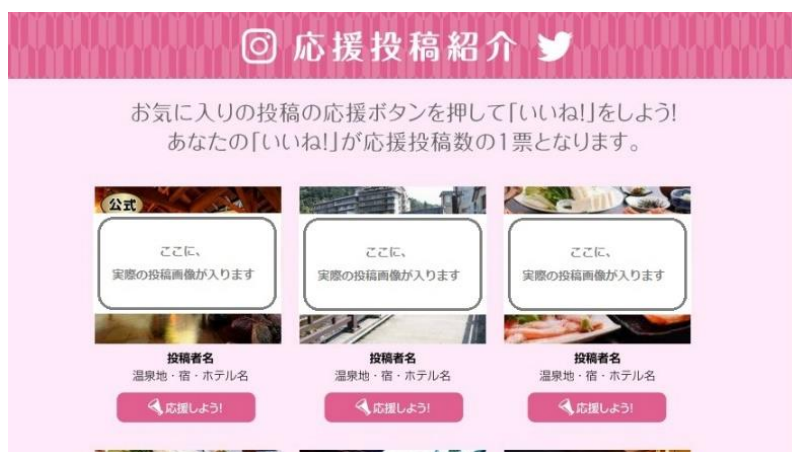 応援投稿紹介
お気に入りの投稿の応援ボタンを押して「いいね!」をしよう!
あなたの「いいね!」が応援投稿数の1票となります。
公式
ここに、
実際の投稿画像が入ります
投稿者名
温泉地・宿・ホテル名
応援しよう!
ここに、
実際の投稿画像が入ります
投稿者名
温泉地・宿・ホテル名
応援しよう!
ここに、
実際の投稿画像が入ります
投稿者名
温泉地・宿・ホテル名
応援しよう!